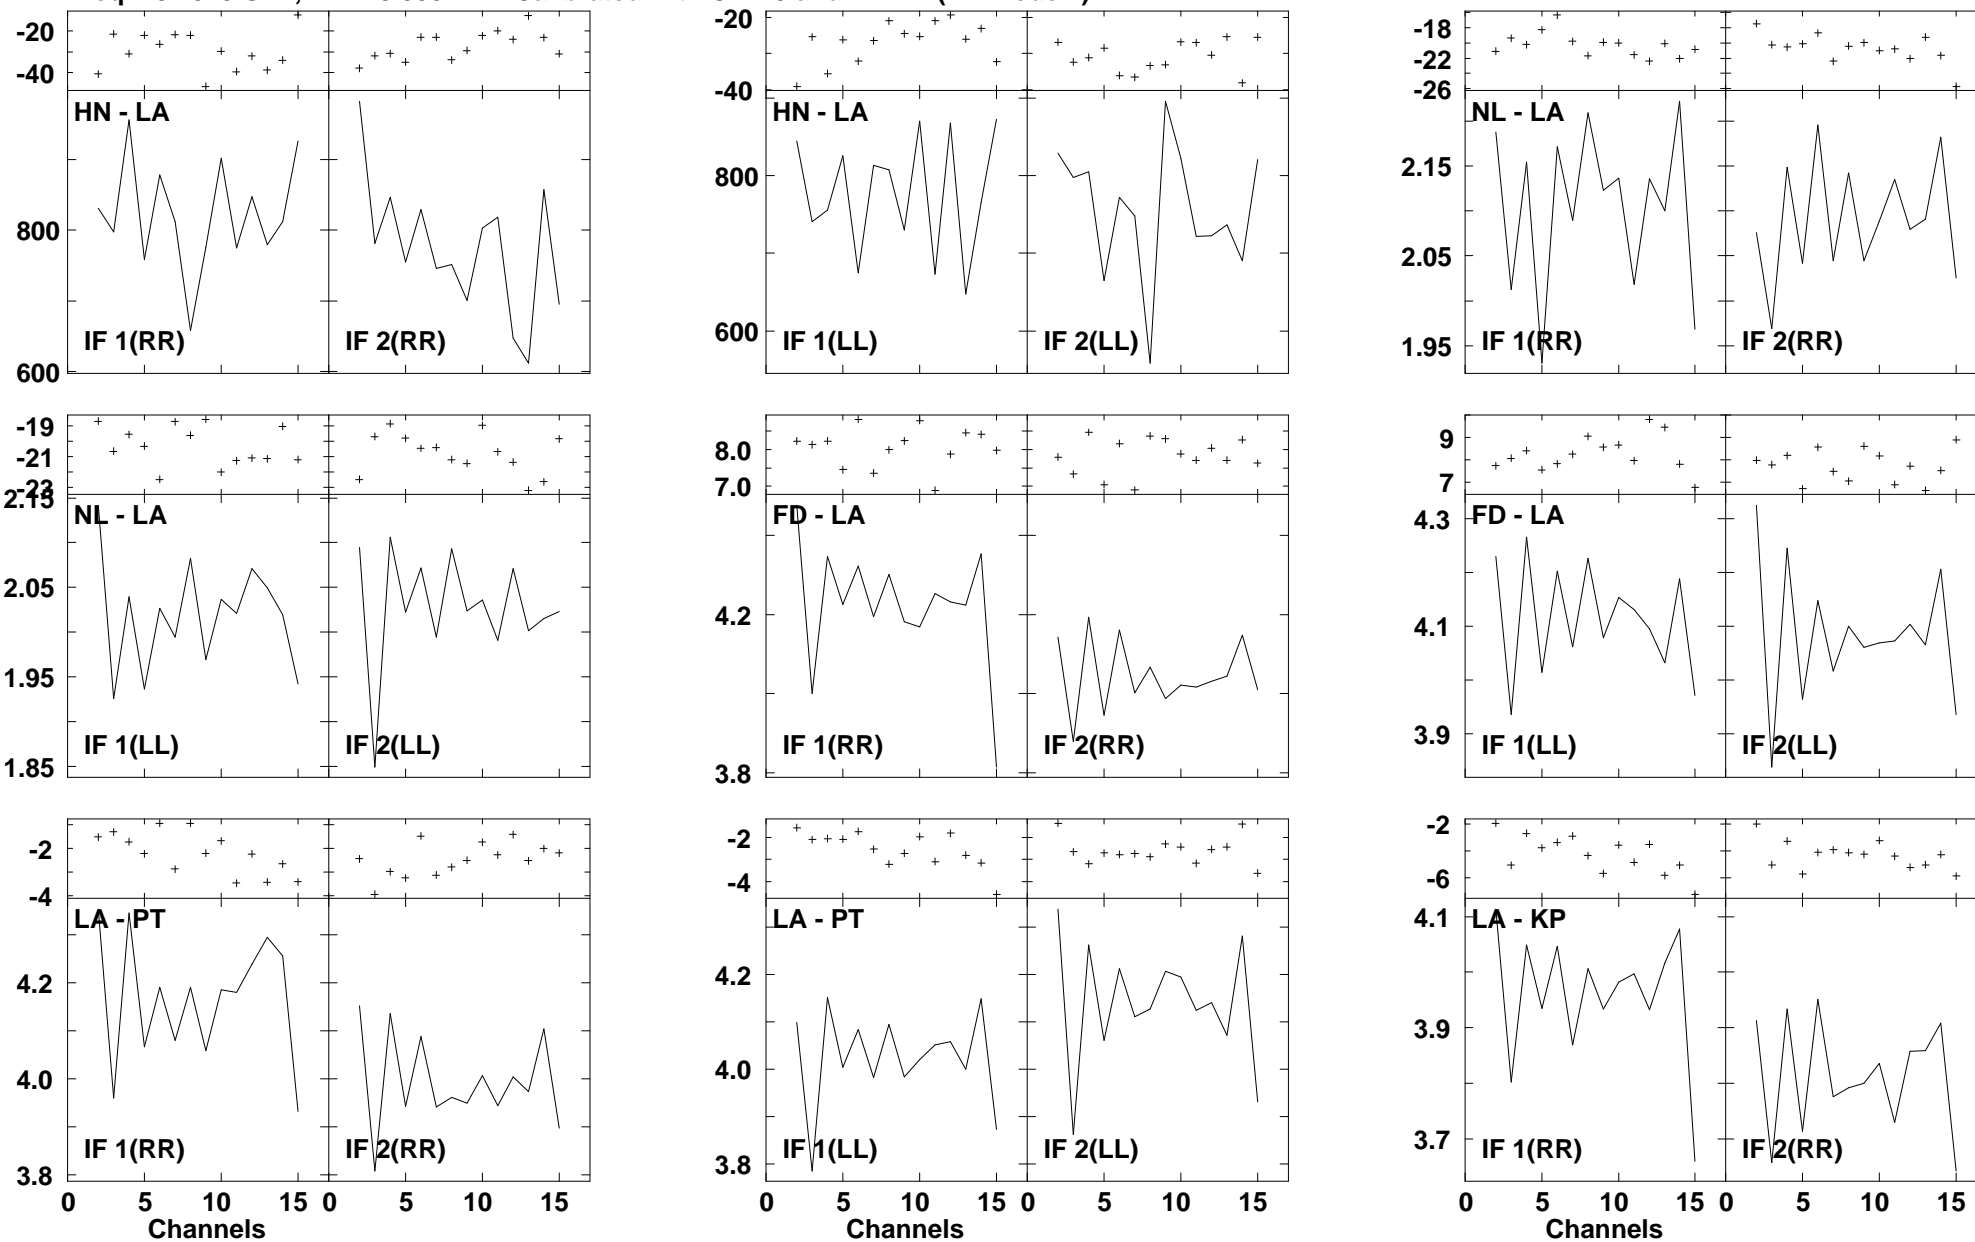 -20 -20 -18
-40 -40 -22
-26
HN - LA HN - LA NL - LA
800 800 2.15
600 600 2.05
1.95
IF 1(RR) IF 2(RR) IF 1(LL) IF 2(LL) IF 1(RR) IF 2(RR)
-19 8.0 9
-21 7.0 7
-23
2.15
NL - LA FD - LA FD - LA
2.05 4.2 4.3
1.95 3.8 4.1
1.85 3.9
IF 1(LL) IF 2(LL) IF 1(RR) IF 2(RR) IF 1(LL) IF 2(LL)
-2 -2 -2
-4 -4 -6
LA - PT LA - PT LA - KP
4.2 4.2 4.1
4.0 4.0 3.9
3.8 3.8 3.7
IF 1(RR) IF 2(RR) IF 1(LL) IF 2(LL) IF 1(RR) IF 2(RR)
0 5 10 15 0 5 10 15 0 5 10 15 0 5 10 15 0 5 10 15 0 5 10 15
Channels Channels Channels